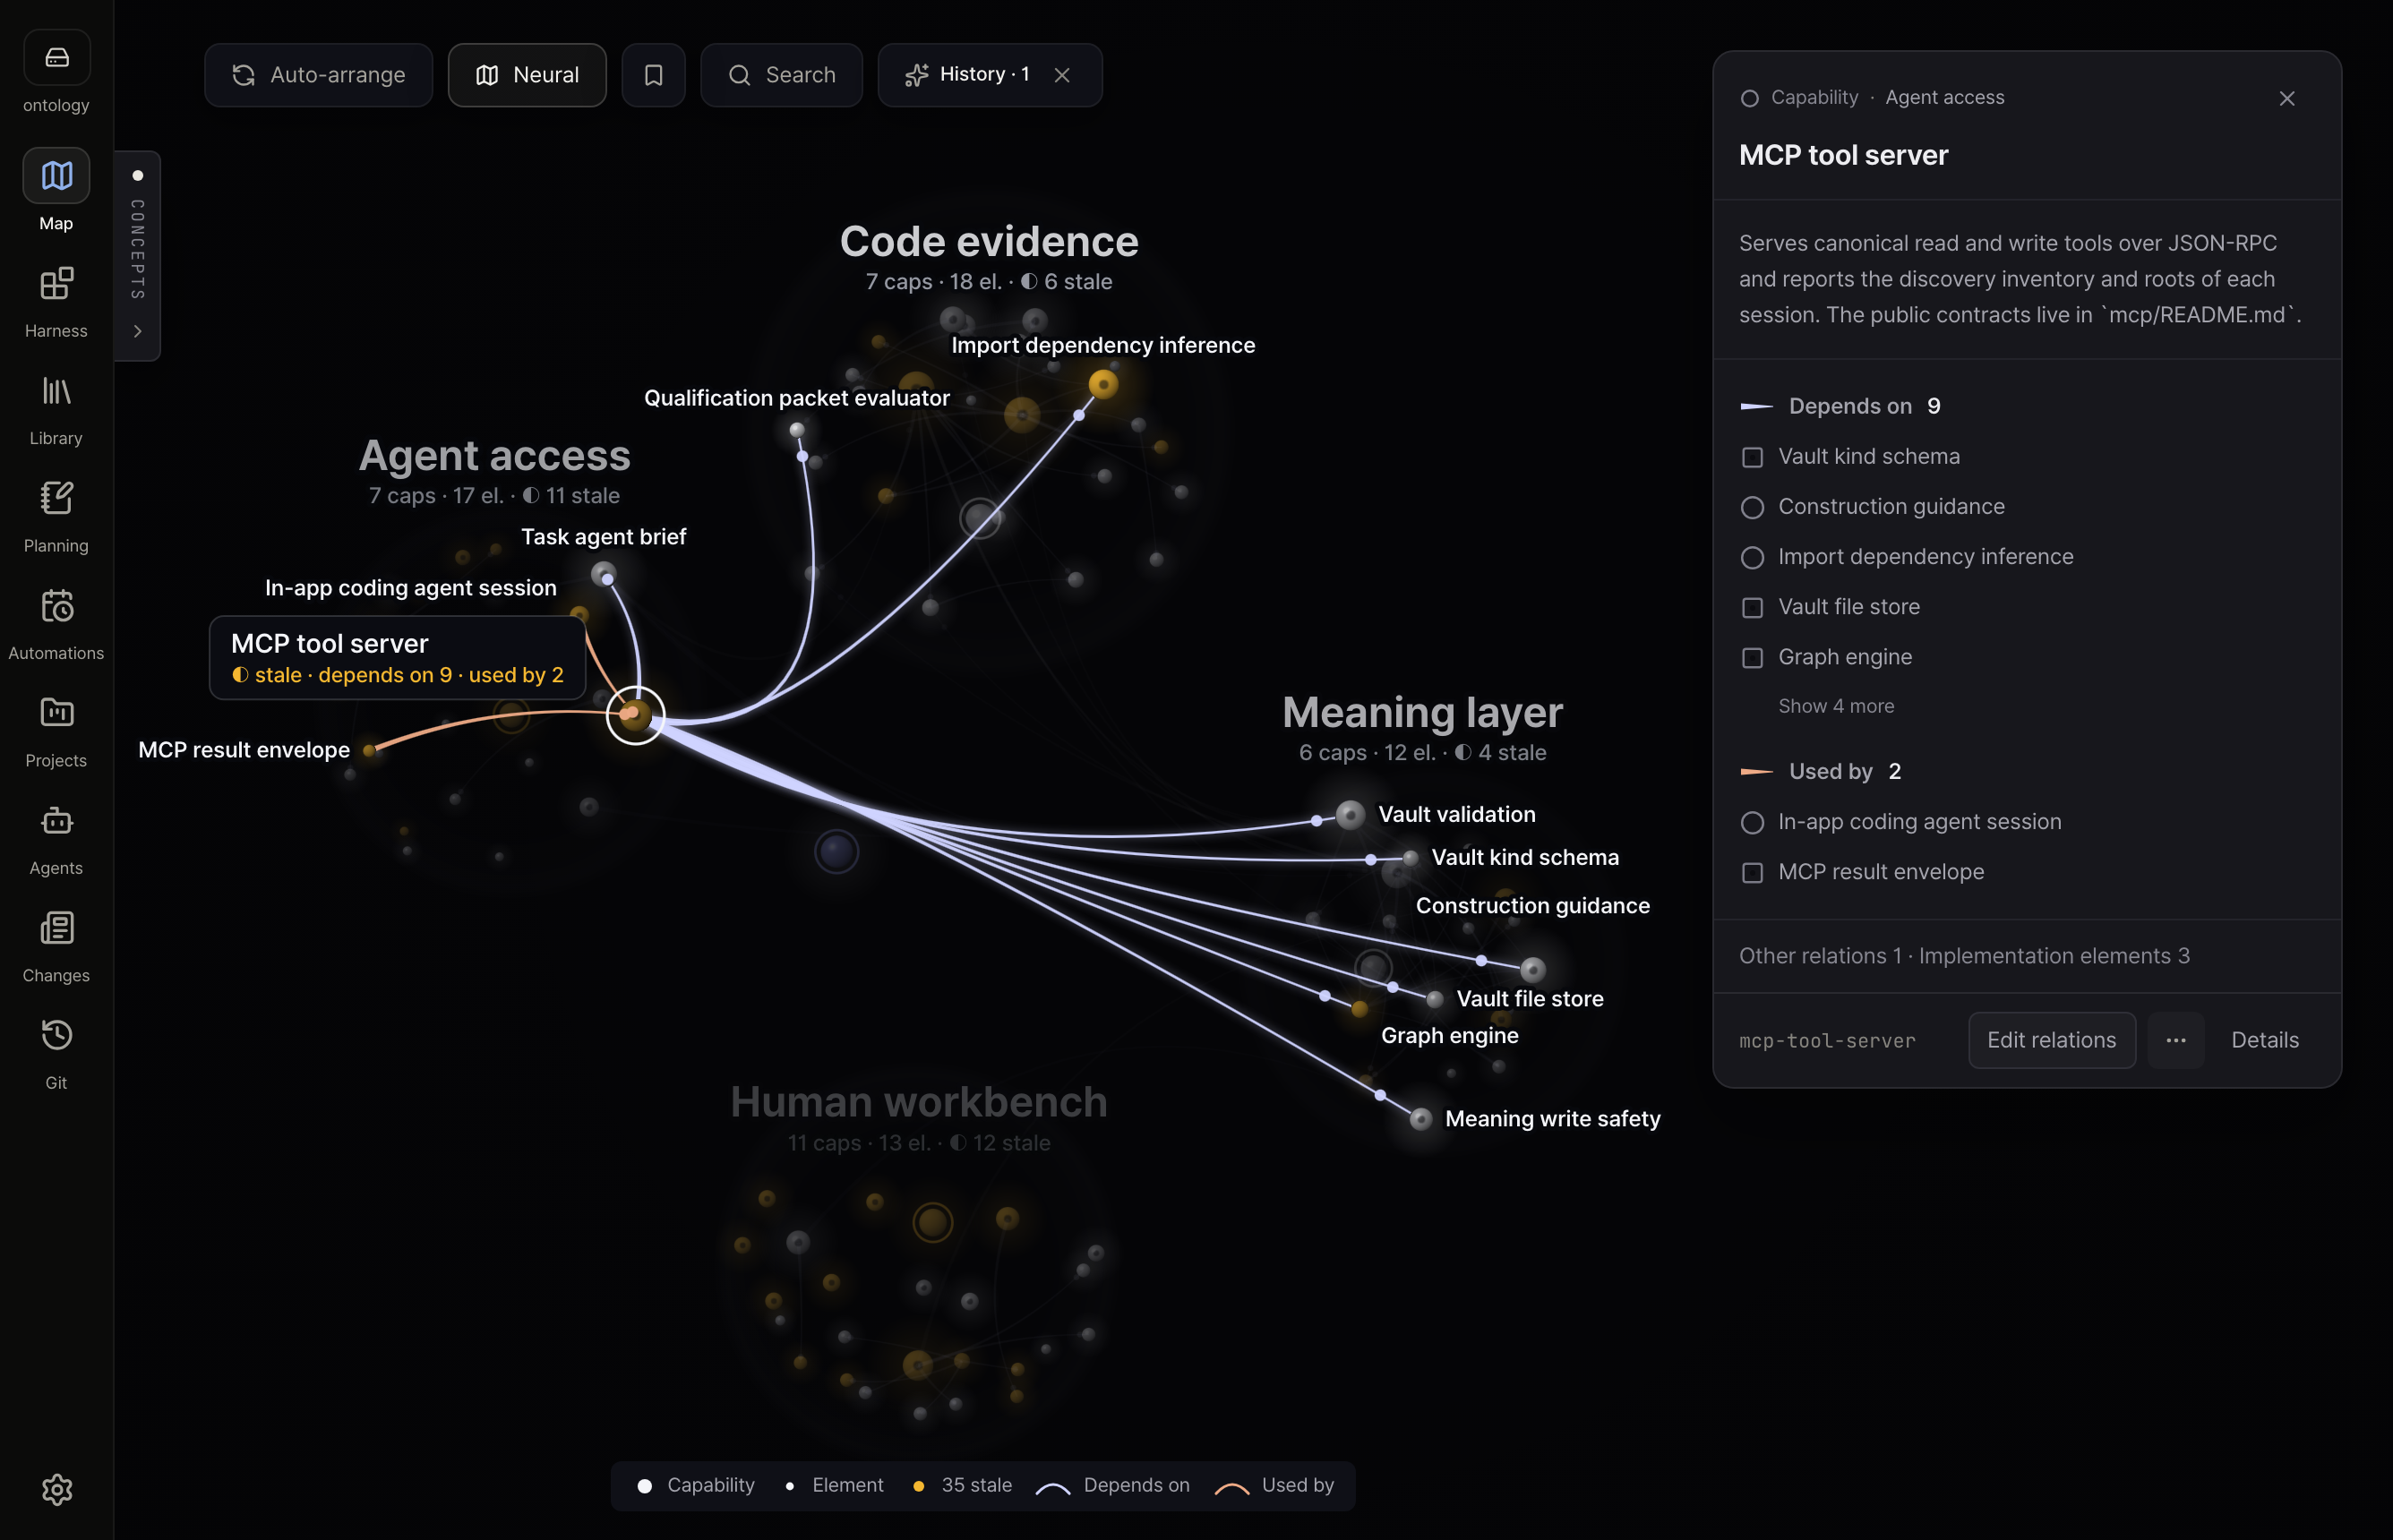 ontology
Map
Harness
Library
Planning
Automations
Projects
Agents
Changes
Git
CONCEPTS
Auto-arrange
Neural
Search
History · 1
Code evidence
7 caps · 18 el. · 6 stale
Import dependency inference
Qualification packet evaluator
Agent access
7 caps · 17 el. · 11 stale
Task agent brief
In-app coding agent session
MCP tool server
stale · depends on 9 · used by 2
MCP result envelope
Meaning layer
6 caps · 12 el. · 4 stale
Vault validation
Vault kind schema
Construction guidance
Vault file store
Graph engine
Meaning write safety
Human workbench
11 caps · 13 el. · 12 stale
Capability
Element
35 stale
Depends on
Used by
Capability · Agent access
MCP tool server
Serves canonical read and write tools over JSON-RPC
and reports the discovery inventory and roots of each
session. The public contracts live in `mcp/README.md`.
Depends on 9
Vault kind schema
Construction guidance
Import dependency inference
Vault file store
Graph engine
Show 4 more
Used by 2
In-app coding agent session
MCP result envelope
Other relations 1 · Implementation elements 3
mcp-tool-server
Edit relations
Details